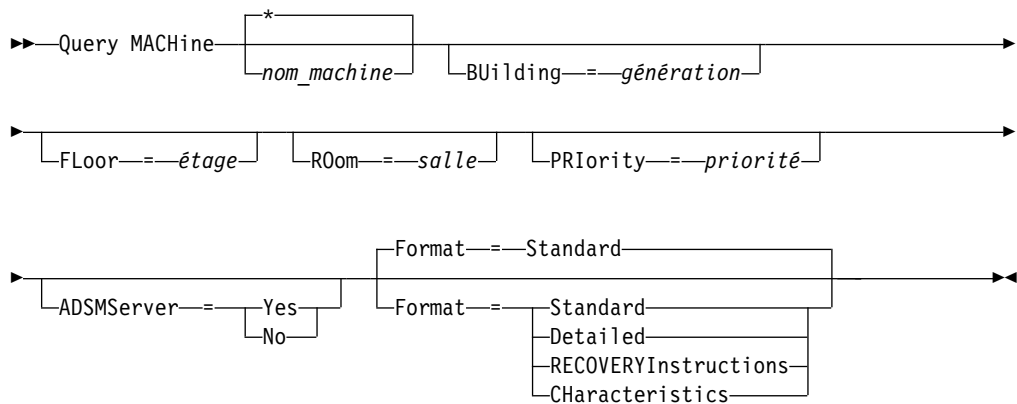 *
Query MACHine
nom_machine
BUilding = génération
FLoor = étage
ROom = salle
PRIority = priorité
Format = Standard
ADSMServer = Yes
No
Format = Standard
Detailed
RECOVERYInstructions
CHaracteristics